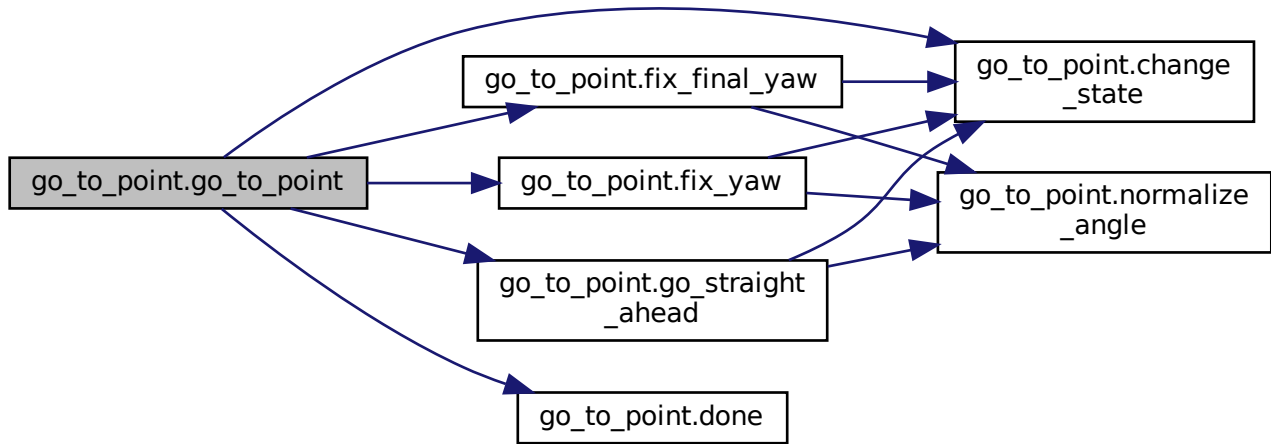 go_to_point.go_to_point
go_to_point.fix_final_yaw
go_to_point.fix_yaw
go_to_point.go_straight
_ahead
go_to_point.done
go_to_point.change
_state
go_to_point.normalize
_angle